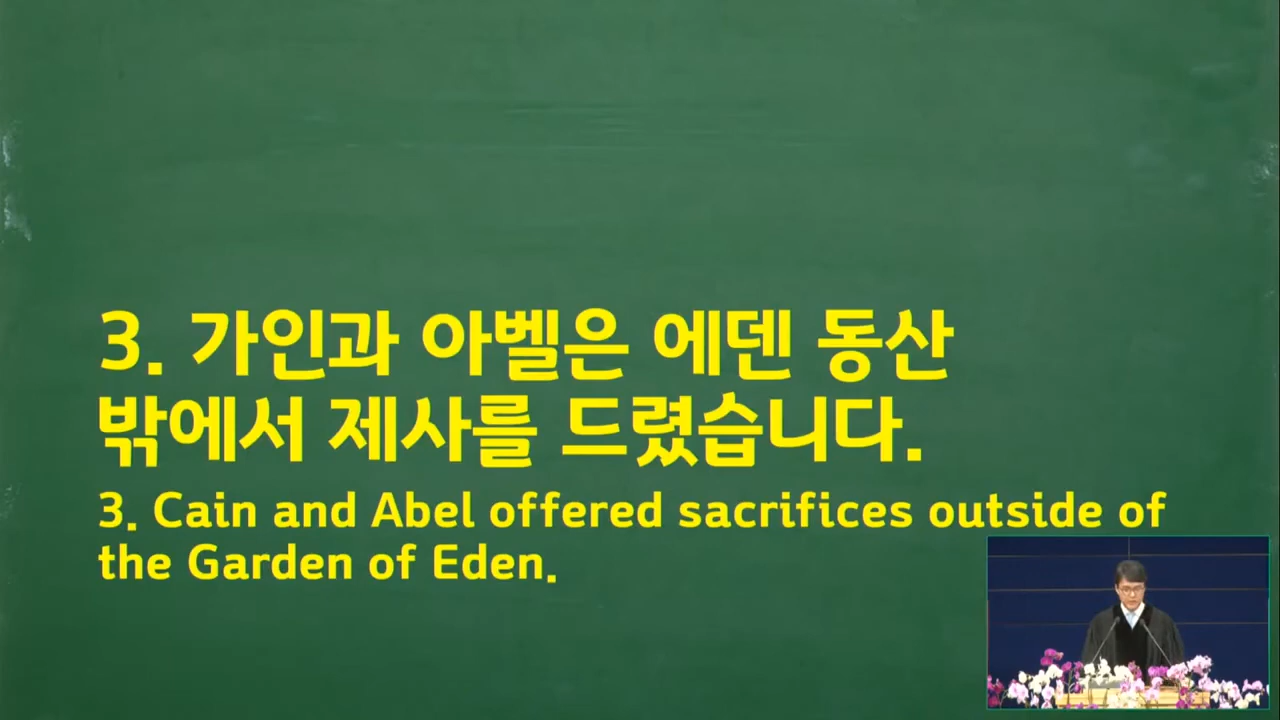 3. 가인과 아벨은 에덴 동산
밖에서 제사를 드렸습니다.
3. Cain and Abel offered sacrifices outside of
the Garden of Eden.